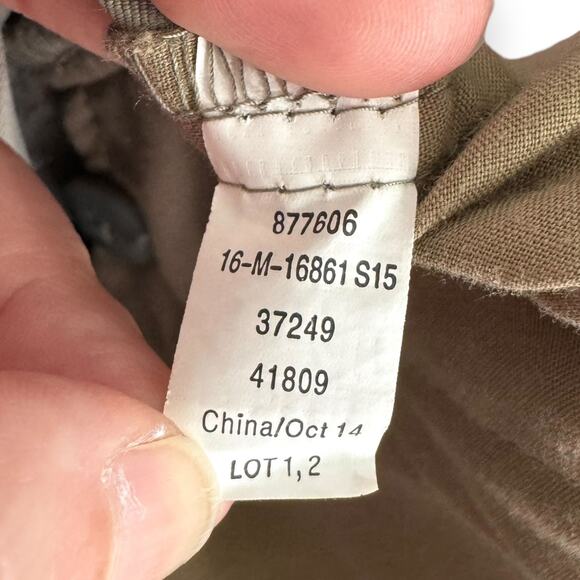 877606
16-M-16861 S15
37249
41809
China/Oct 14
LOT 1, 2